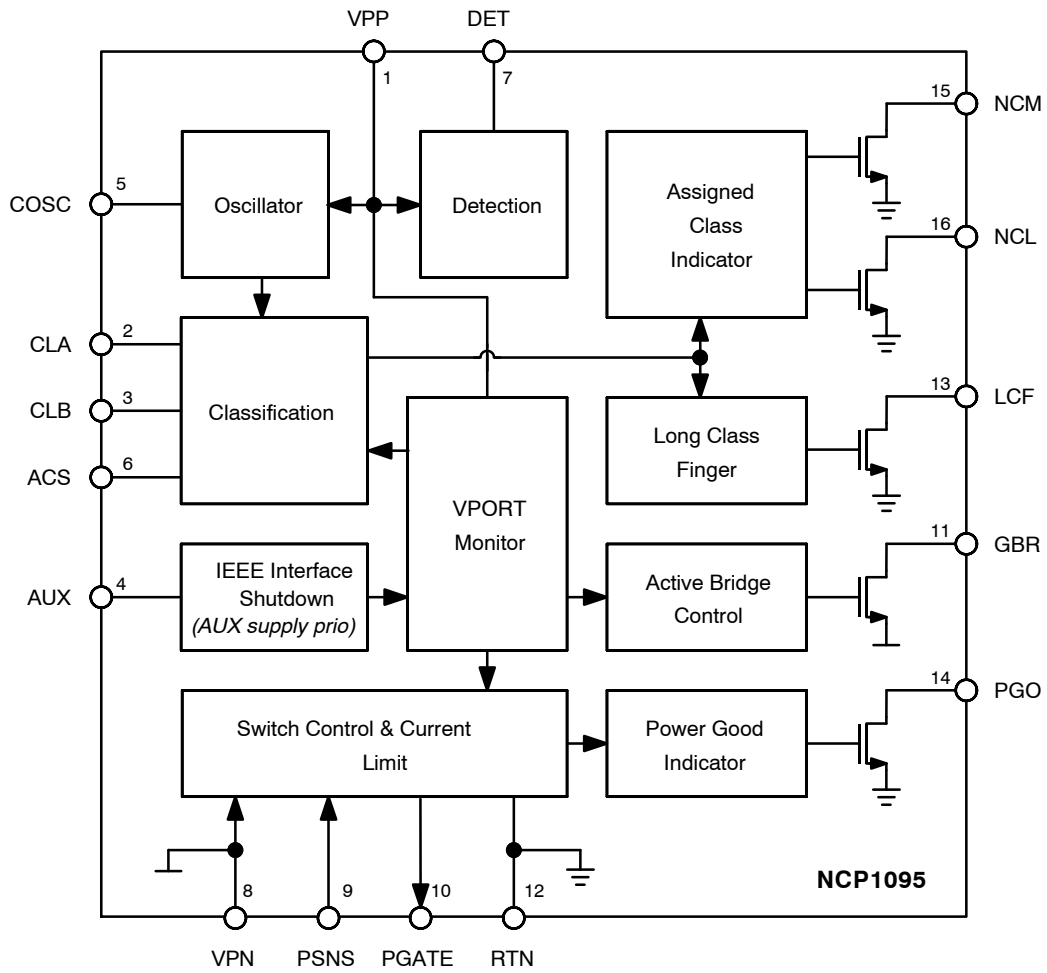 VPP
DET
1
7
15
NCM
5
COSC
Oscillator
Detection
Assigned
Class
Indicator
16
NCL
2
CLA
3
CLB
Classification
6
ACS
13
LCF
Long Class
Finger
VPORT
Monitor
11
GBR
4
AUX
IEEE Interface
Shutdown
(AUX supply prio)
Active Bridge
Control
14
PGO
Switch Control & Current
Limit
Power Good
Indicator
NCP1095
8
9
10
12
VPN
PSNS
PGATE
RTN